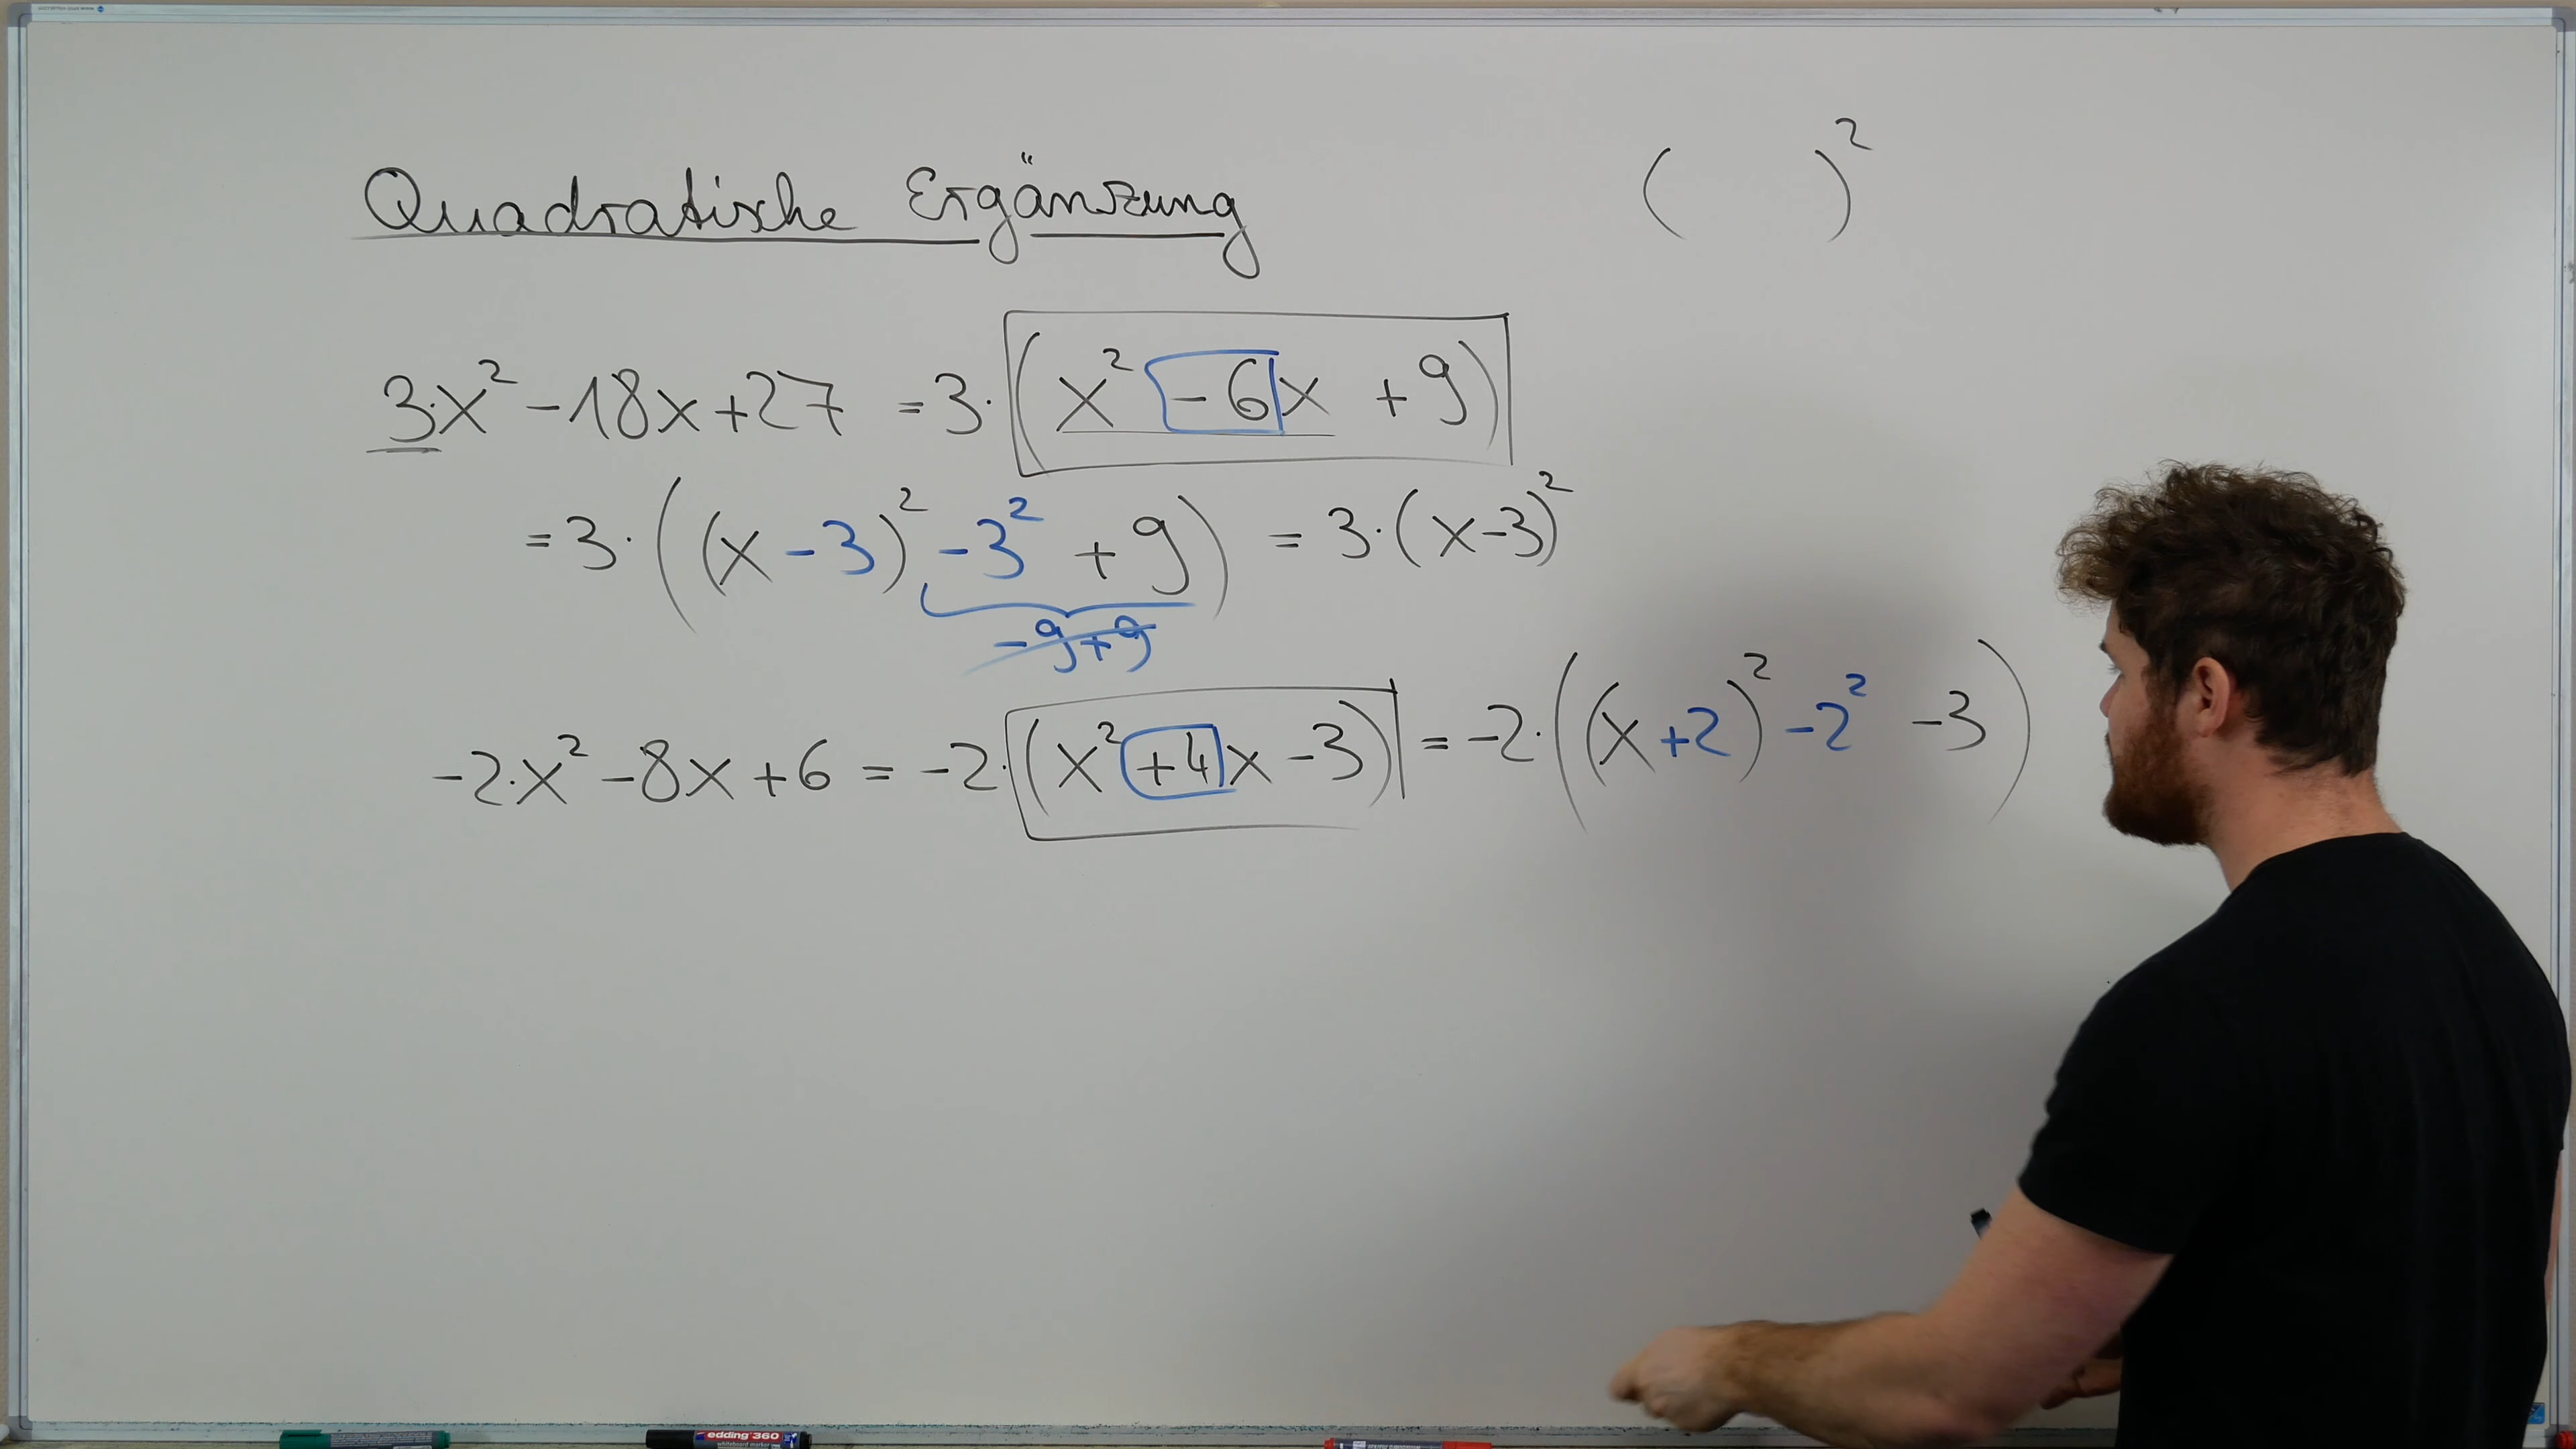 Quadratische Ergänzung
( )²
3·x² -18x+27 =3·(x² -6x +9)
=3·((x -3)² -3² +9) = 3·(x-3)²
-9+9
-2·x² -8x +6 = -2·(x² +4x -3) = -2·((x +2)² -2² -3)
edding 360